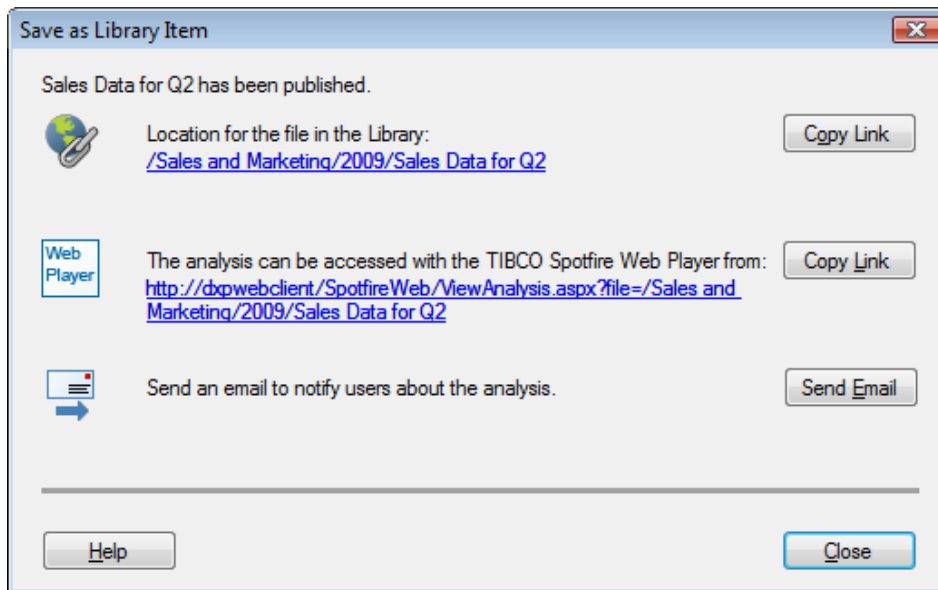 Save as Library Item
Sales Data for Q2 has been published.
Location for the file in the Library:
/Sales and Marketing/2009/Sales Data for Q2
Copy Link
Web
Player
The analysis can be accessed with the TIBCO Spotfire Web Player from:
http://dxpwebclient/SpotfireWeb/ViewAnalysis.aspx?file=/Sales and
Marketing/2009/Sales Data for Q2
Copy Link
Send an email to notify users about the analysis.
Send Email
Help
Close